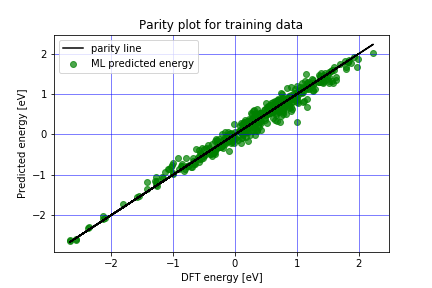 Parity plot for training data
parity line
ML predicted energy
Predicted energy [eV]
2
1
0
−1
−2
−2
−1
0
1
2
DFT energy [eV]